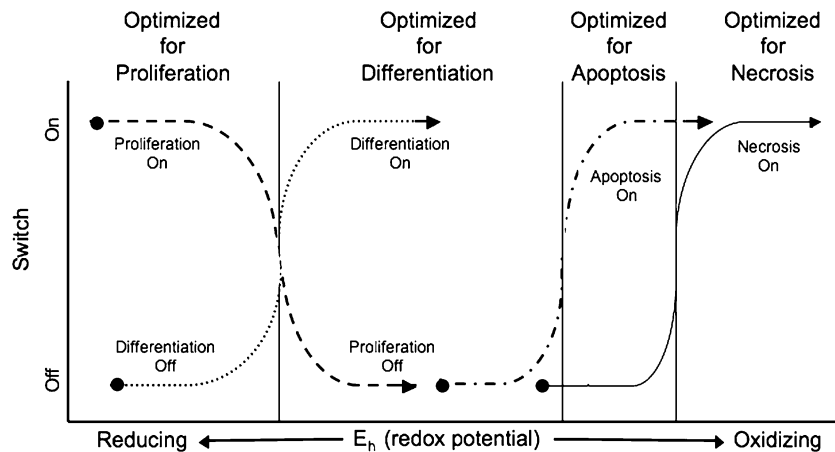 Optimized
for
Proliferation
Optimized
for
Differentiation
Optimized
for
Apoptosis
Optimized
for
Necrosis
On
Switch
Off
Proliferation
On
Differentiation
On
Apoptosis
On
Necrosis
On
Differentiation
Off
Proliferation
Off
Reducing
Eh (redox potential)
Oxidizing